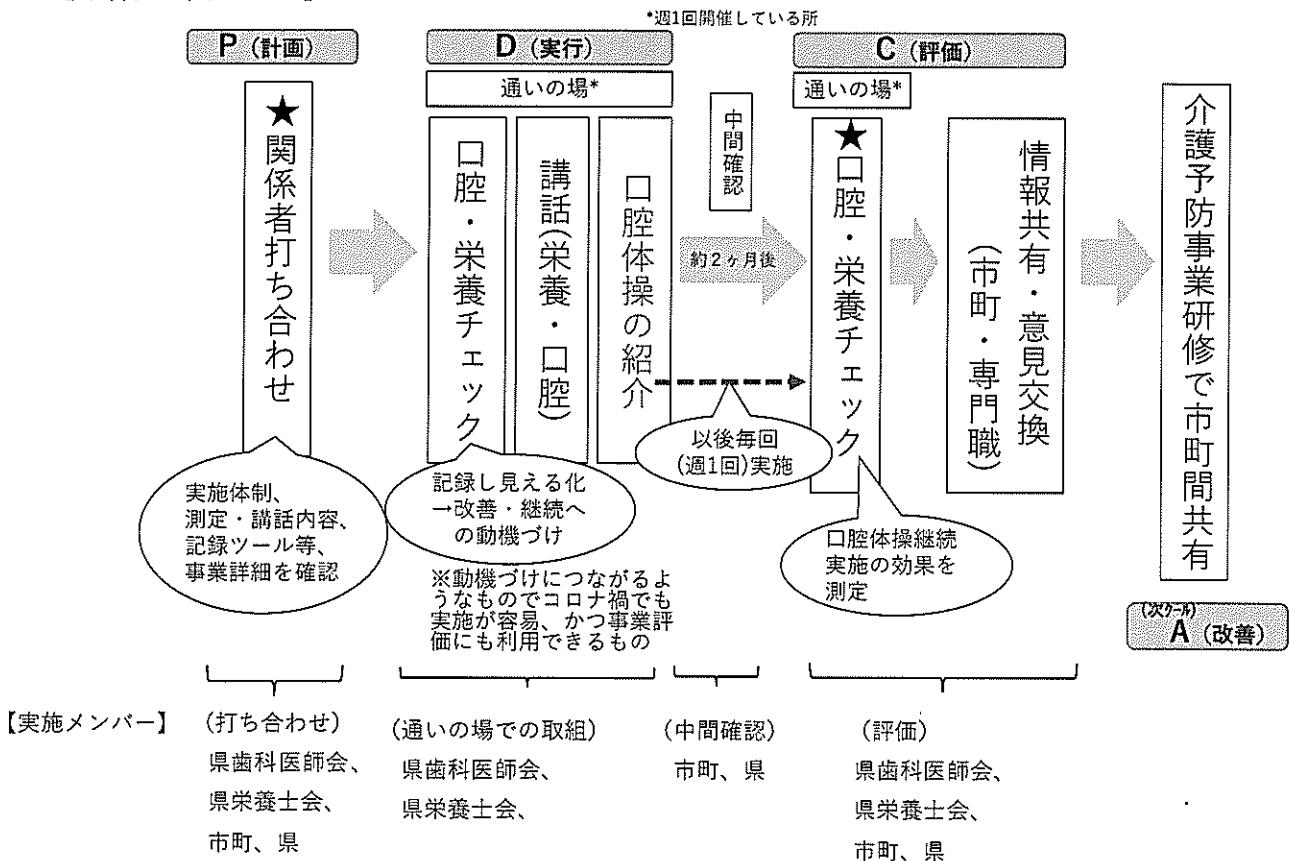 *週1回開催している所
P (計画)
D (実行)
C (評価)
通いの場*
通いの場*
★関係者打ち合わせ
口腔・栄養チェック
講話(栄養・口腔)
口腔体操の紹介
中間確認
約2ヶ月後
★口腔・栄養チェック
情報共有・意見交換
(市町・専門職)
介護予防事業研修で市町間共有
以後毎回
(週1回)実施
実施体制、
測定・講話内容、
記録ツール等、
事業詳細を確認
記録し見える化
→改善・継続へ
の動機づけ
口腔体操継続
実施の効果を
測定
※動機づけにつながるよ
うなものでコロナ禍でも
実施が容易、かつ事業評
価にも利用できるもの
(次クール)
A (改善)
【実施メンバー】
(打ち合わせ)
県歯科医師会、
県栄養士会、
市町、県
(通いの場での取組)
県歯科医師会、
県栄養士会、
(中間確認)
市町、県
(評価)
県歯科医師会、
県栄養士会、
市町、県